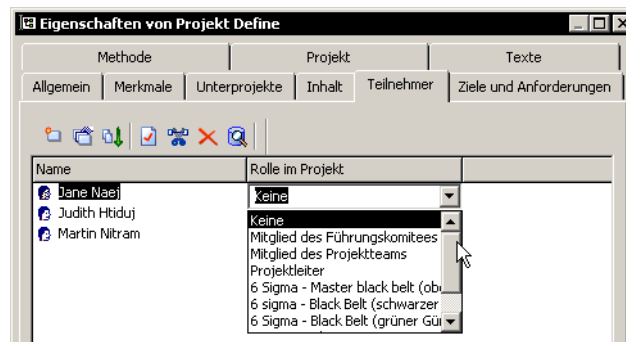 Eigenschaften von Projekt Define
Methode Projekt Texte
Allgemein Merkmale Unterprojekte Inhalt Teilnehmer Ziele und Anforderungen
Name Rolle im Projekt
Jane Naej Keine
Judith Htiduj Keine
Martin Nitram Mitglied des Führungskomitees
Mitglied des Projektteams
Projektleiter
6 Sigma - Master black belt (obe
6 sigma - Black Belt (schwarzer
6 Sigma - Black Belt (grüner Gür